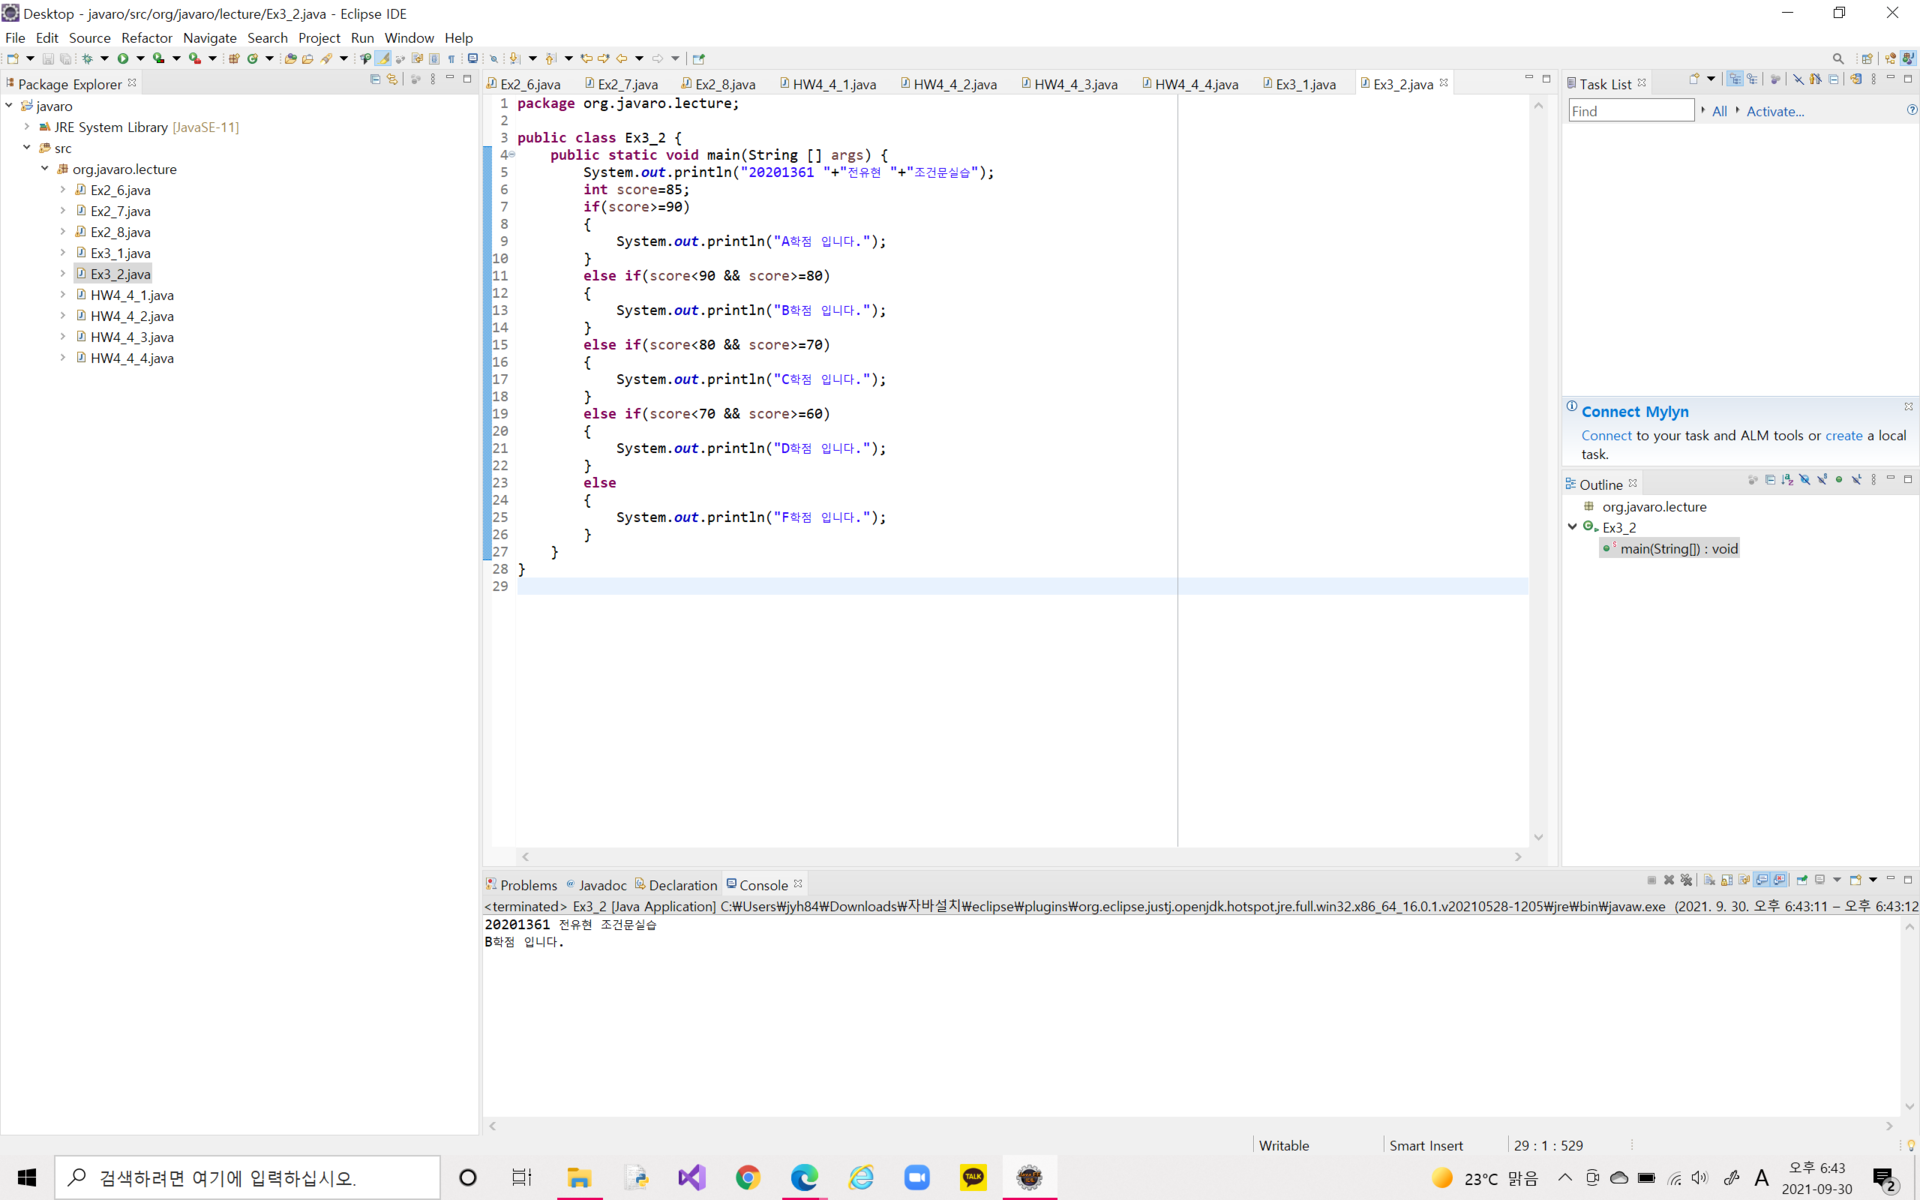 Desktop - javaro/src/org/javaro/lecture/Ex3_2.java - Eclipse IDE
File Edit Source Refactor Navigate Search Project Run Window Help
Package Explorer
javaro
JRE System Library [JavaSE-11]
src
org.javaro.lecture
Ex2_6.java
Ex2_7.java
Ex2_8.java
Ex3_1.java
Ex3_2.java
HW4_4_1.java
HW4_4_2.java
HW4_4_3.java
HW4_4_4.java
Ex2_6.java Ex2_7.java Ex2_8.java HW4_4_1.java HW4_4_2.java HW4_4_3.java HW4_4_4.java Ex3_1.java Ex3_2.java
1 package org.javaro.lecture;
2
3 public class Ex3_2 {
4 public static void main(String [] args) {
5 System.out.println("20201361 "+"전유현 "+"조건문실습");
6 int score=85;
7 if(score>=90)
8 {
9 System.out.println("A학점 입니다.");
10 }
11 else if(score<90 && score>=80)
12 {
13 System.out.println("B학점 입니다.");
14 }
15 else if(score<80 && score>=70)
16 {
17 System.out.println("C학점 입니다.");
18 }
19 else if(score<70 && score>=60)
20 {
21 System.out.println("D학점 입니다.");
22 }
23 else
24 {
25 System.out.println("F학점 입니다.");
26 }
27 }
28 }
29
Task List
Find All Activate...
Connect Mylyn
Connect to your task and ALM tools or create a local
task.
Outline
org.javaro.lecture
Ex3_2
main(String[]) : void
Problems Javadoc Declaration Console
<terminated> Ex3_2 [Java Application] C:₩Users₩jyh84₩Downloads₩자바설치₩eclipse₩plugins₩org.eclipse.justj.openjdk.hotspot.jre.full.win32.x86_64_16.0.1.v20210528-1205₩jre₩bin₩javaw.exe (2021. 9. 30. 오후 6:43:11 – 오후 6:43:12
20201361 전유현 조건문실습
B학점 입니다.
Writable Smart Insert 29 : 1 : 529
검색하려면 여기에 입력하십시오.
TALK
23°C 맑음
A
오후 6:43
2021-09-30
2